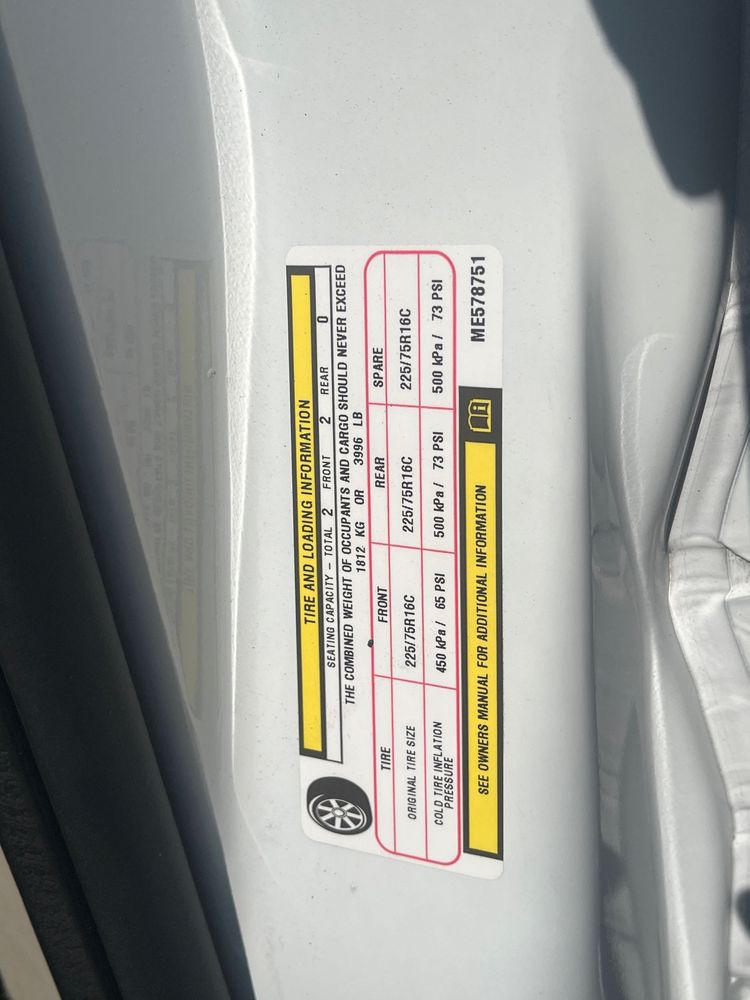 TIRE AND LOADING INFORMATION
SEATING CAPACITY – TOTAL 2 FRONT 2 REAR 0
THE COMBINED WEIGHT OF OCCUPANTS AND CARGO SHOULD NEVER EXCEED
1812 KG OR 3996 LB
TIRE FRONT REAR SPARE
ORIGINAL TIRE SIZE 225/75R16C 225/75R16C 225/75R16C
COLD TIRE INFLATION PRESSURE 450 kPa / 65 PSI 500 kPa / 73 PSI 500 kPa / 73 PSI
SEE OWNERS MANUAL FOR ADDITIONAL INFORMATION
ME578751